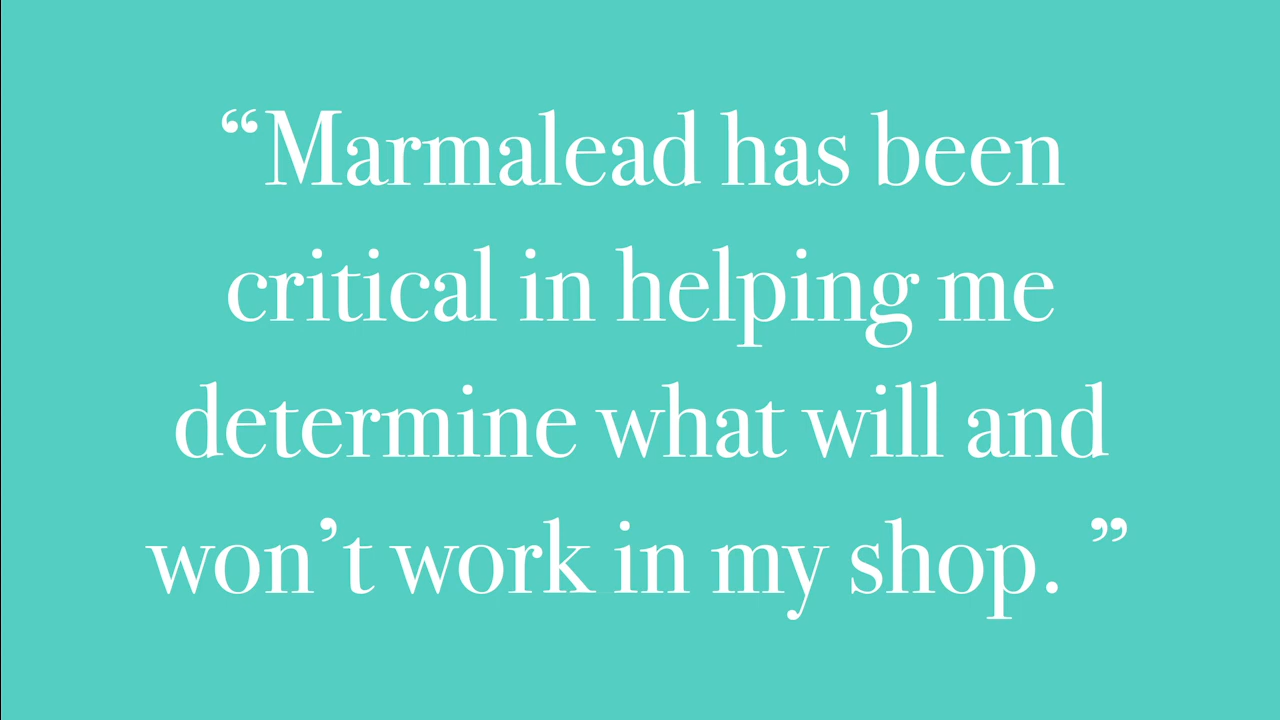 “Marmalead has been
critical in helping me
determine what will and
won’t work in my shop. ”